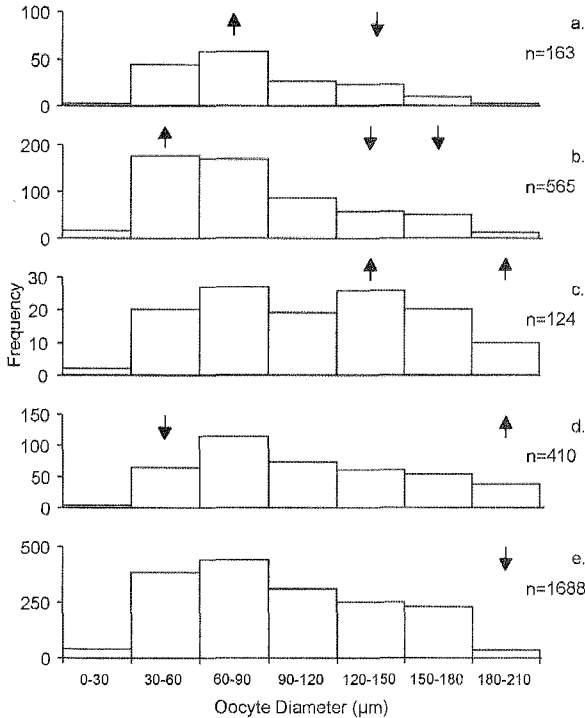 100
50
0
a.
n=163
200
100
0
b.
n=565
Frequency
30
20
10
0
c.
n=124
150
100
50
0
d.
n=410
500
250
0
e.
n=1688
0-30 30-60 60-90 90-120 120-150 150-180 180-210
Oocyte Diameter (µm)